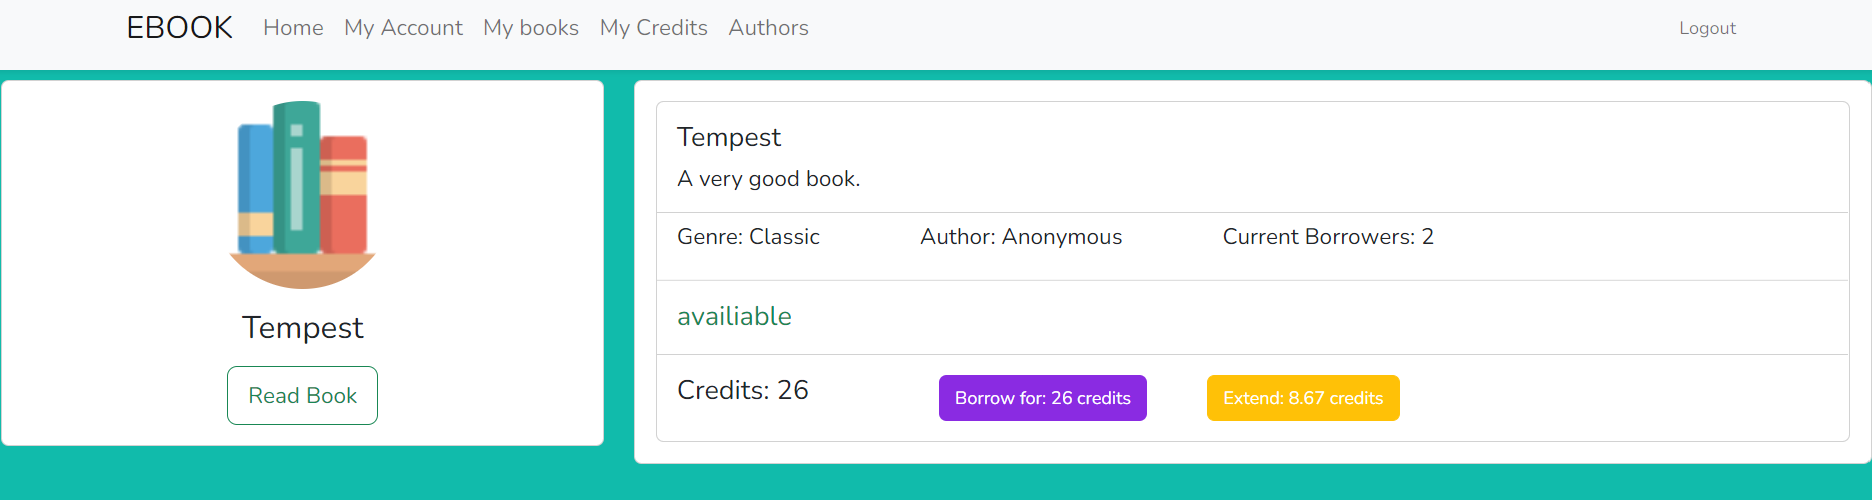 EBOOK Home My Account My books My Credits Authors Logout
Tempest
Read Book
Tempest
A very good book.
Genre: Classic Author: Anonymous Current Borrowers: 2
availiable
Credits: 26 Borrow for: 26 credits Extend: 8.67 credits